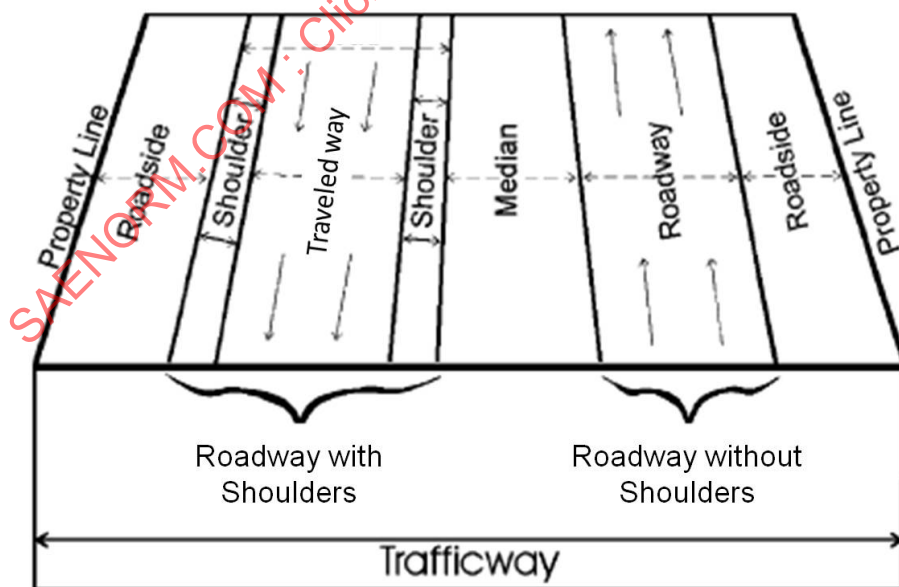 SAENORM.COM : Clic
Property Line
Roadside
Shoulder
Traveled way
Shoulder
Median
Roadway
Roadside
Property Line
Roadway with
Shoulders
Roadway without
Shoulders
Trafficway